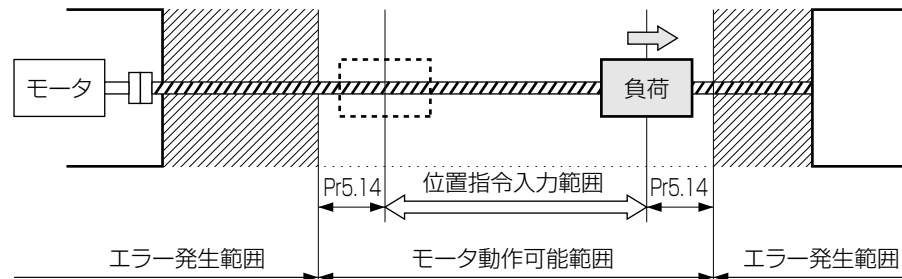 モータ
負荷
Pr5.14
位置指令入力範囲
Pr5.14
エラー発生範囲
モータ動作可能範囲
エラー発生範囲